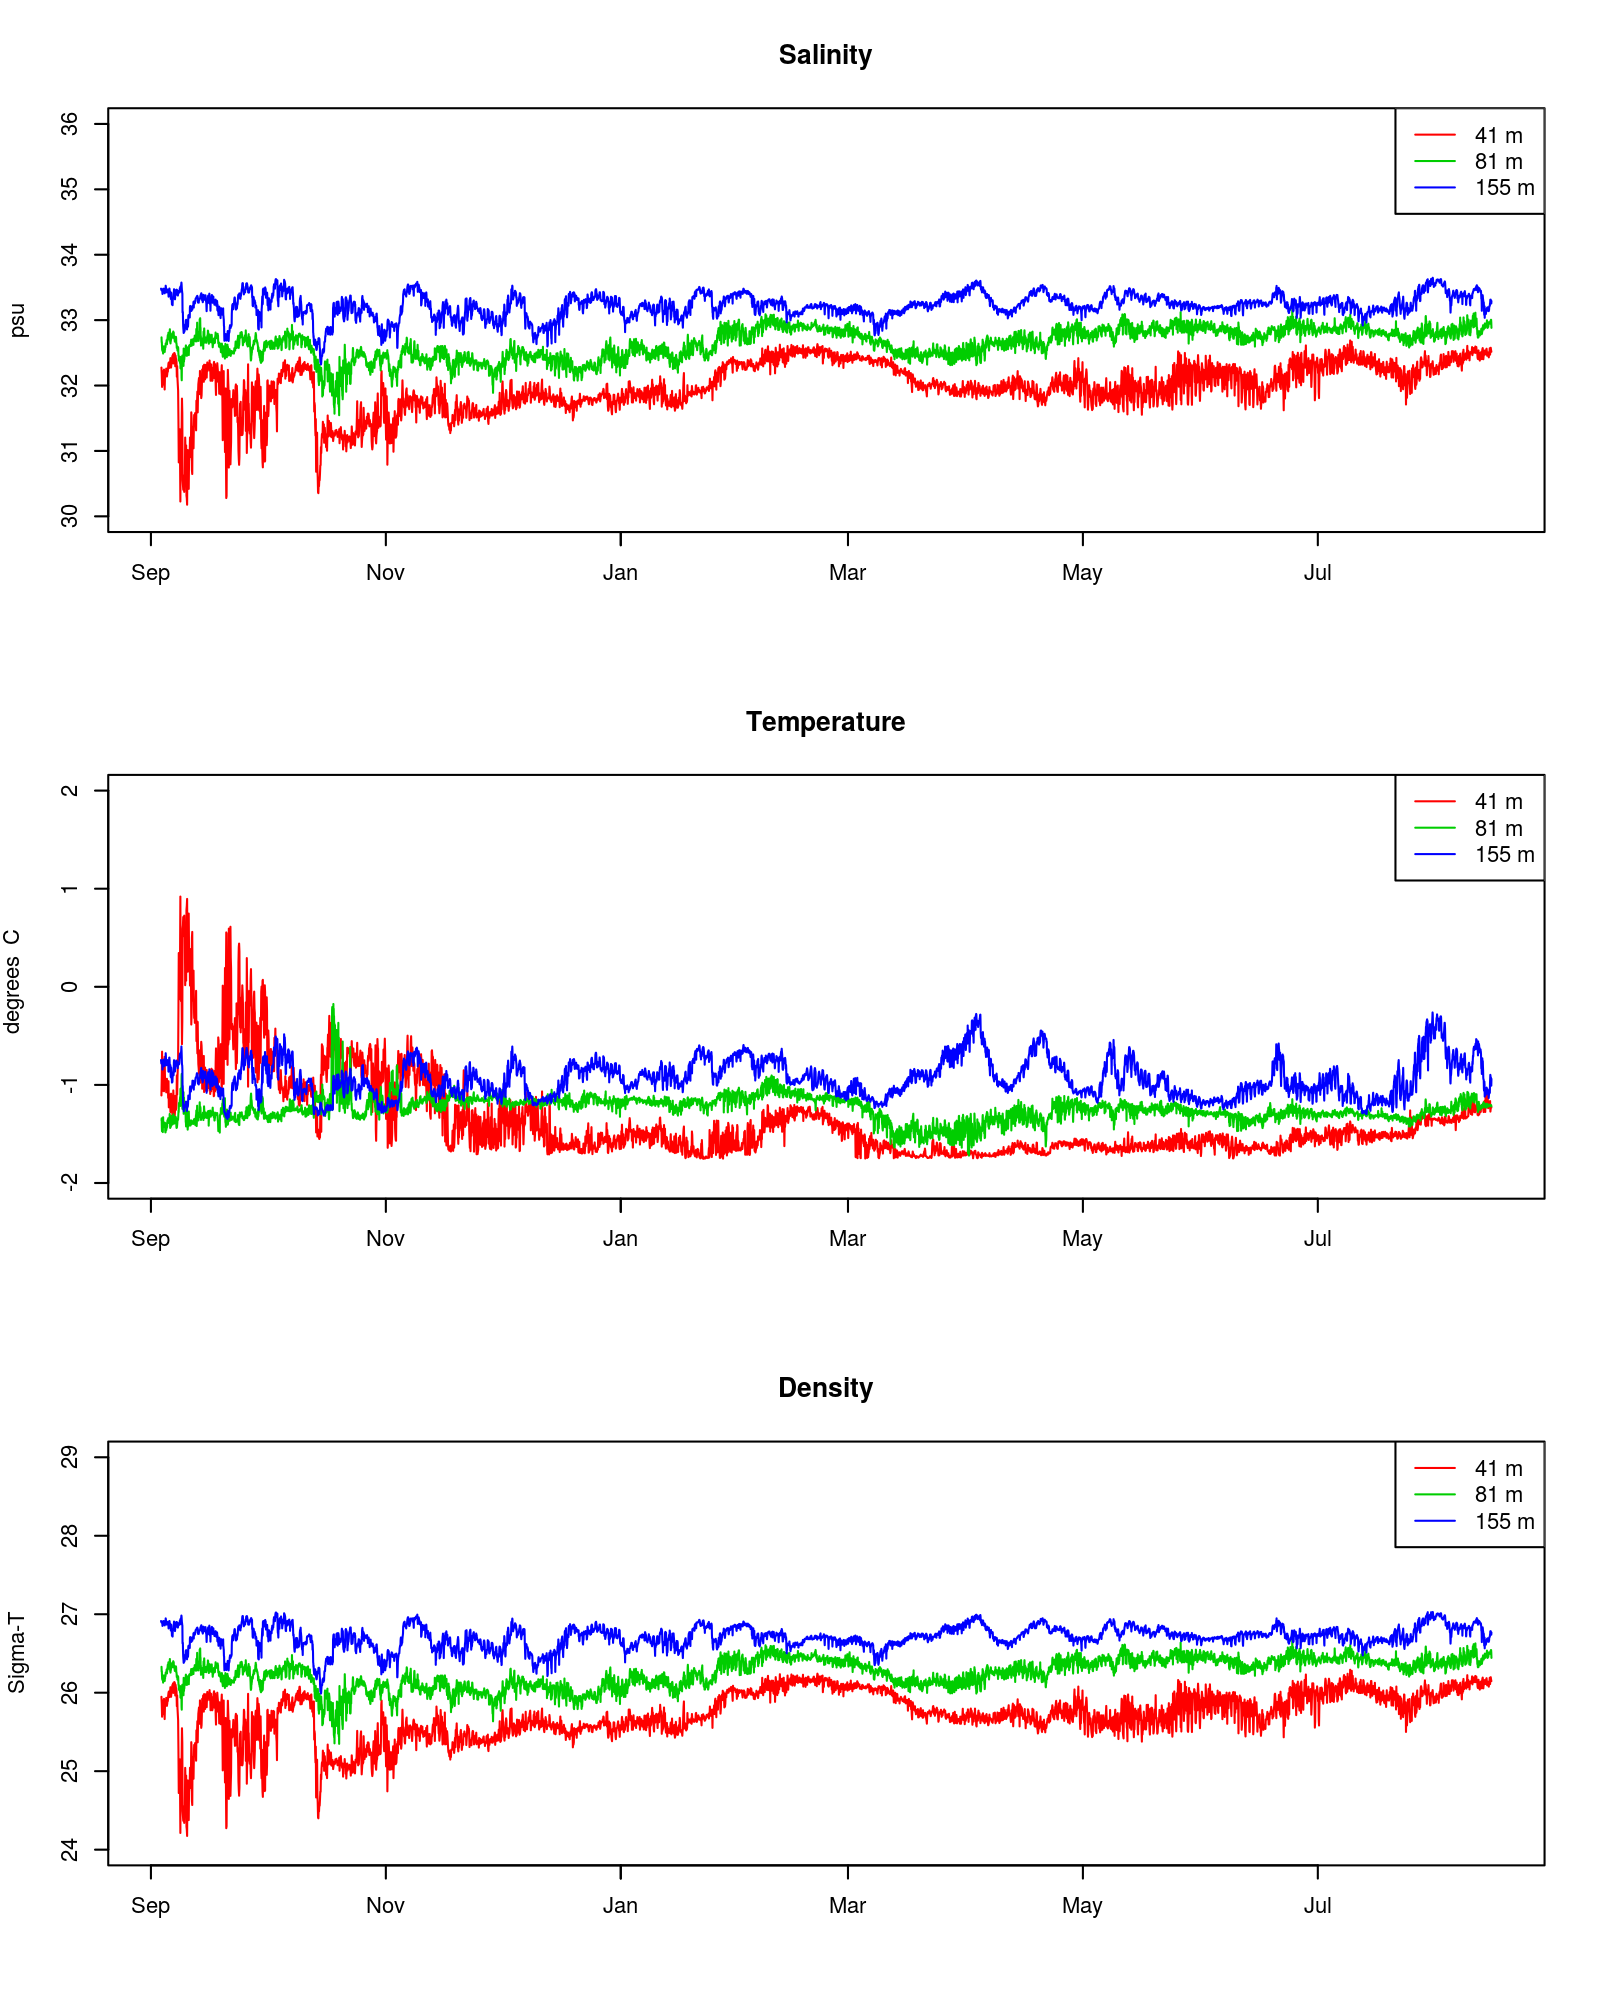 Salinity
psu
36
35
34
33
32
31
30
41 m
81 m
155 m
Sep Nov Jan Mar May Jul
Temperature
degrees C
2
1
0
-1
-2
41 m
81 m
155 m
Sep Nov Jan Mar May Jul
Density
Sigma-T
29
28
27
26
25
24
41 m
81 m
155 m
Sep Nov Jan Mar May Jul